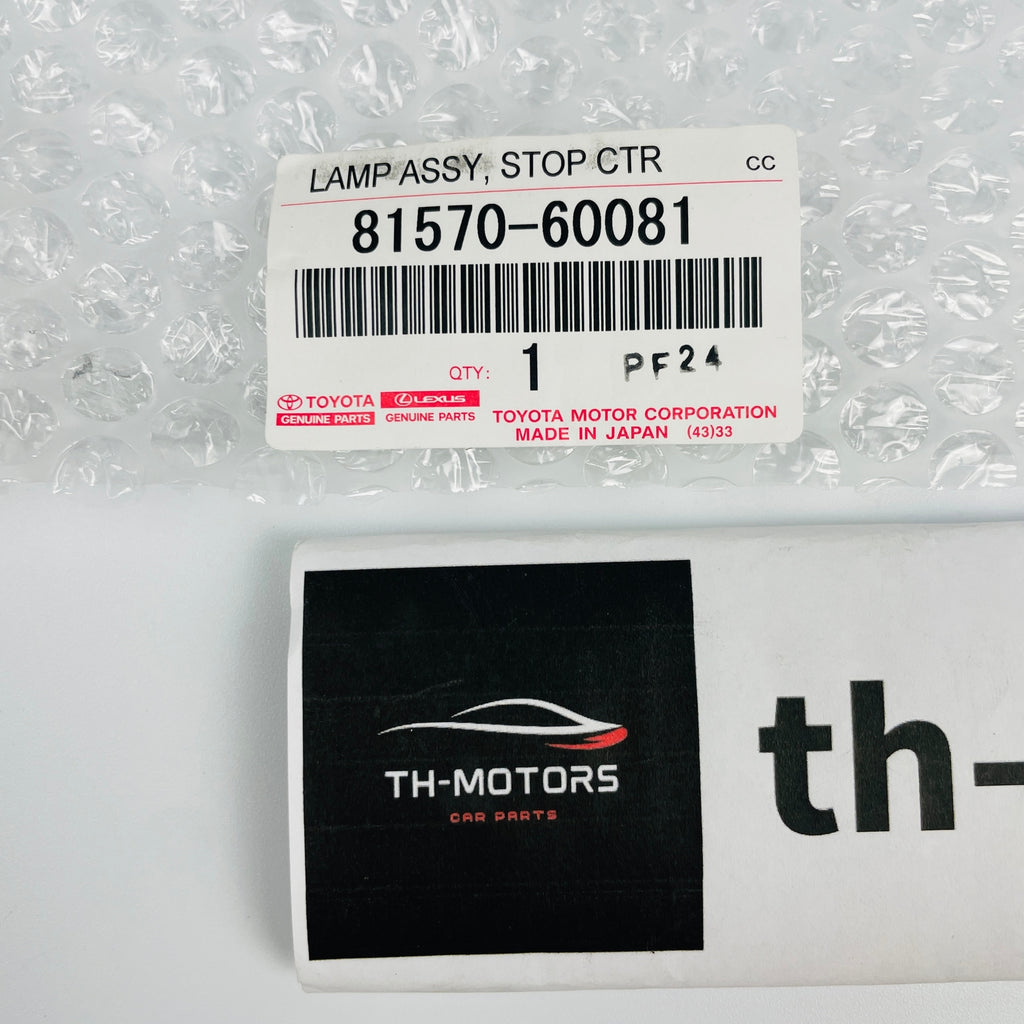 LAMP ASSY, STOP CTR CC
81570-60081
QTY: 1 PF24
TOYOTA LEXUS
GENUINE PARTS GENUINE PARTS
TOYOTA MOTOR CORPORATION
MADE IN JAPAN (43)33
TH-MOTORS
CAR PARTS
th-